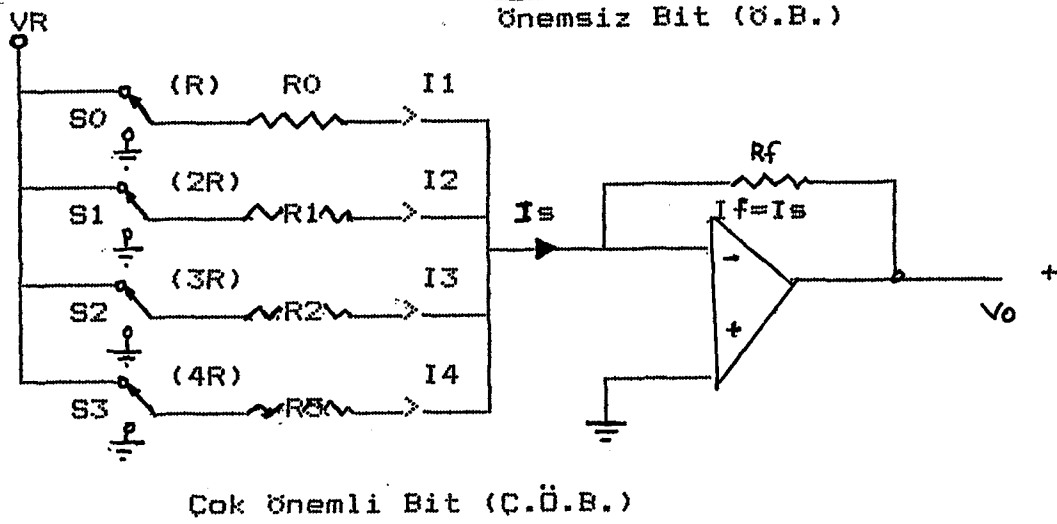 önemsiz Bit (ö.B.)
VR
(R) R0 I1
S0
(2R) I2
S1 R1
Is
Rf
If=Is
(3R) I3
S2 R2
- 
+
+
Vo
(4R) I4
S3 R3
Çok önemli Bit (Ç.Ö.B.)